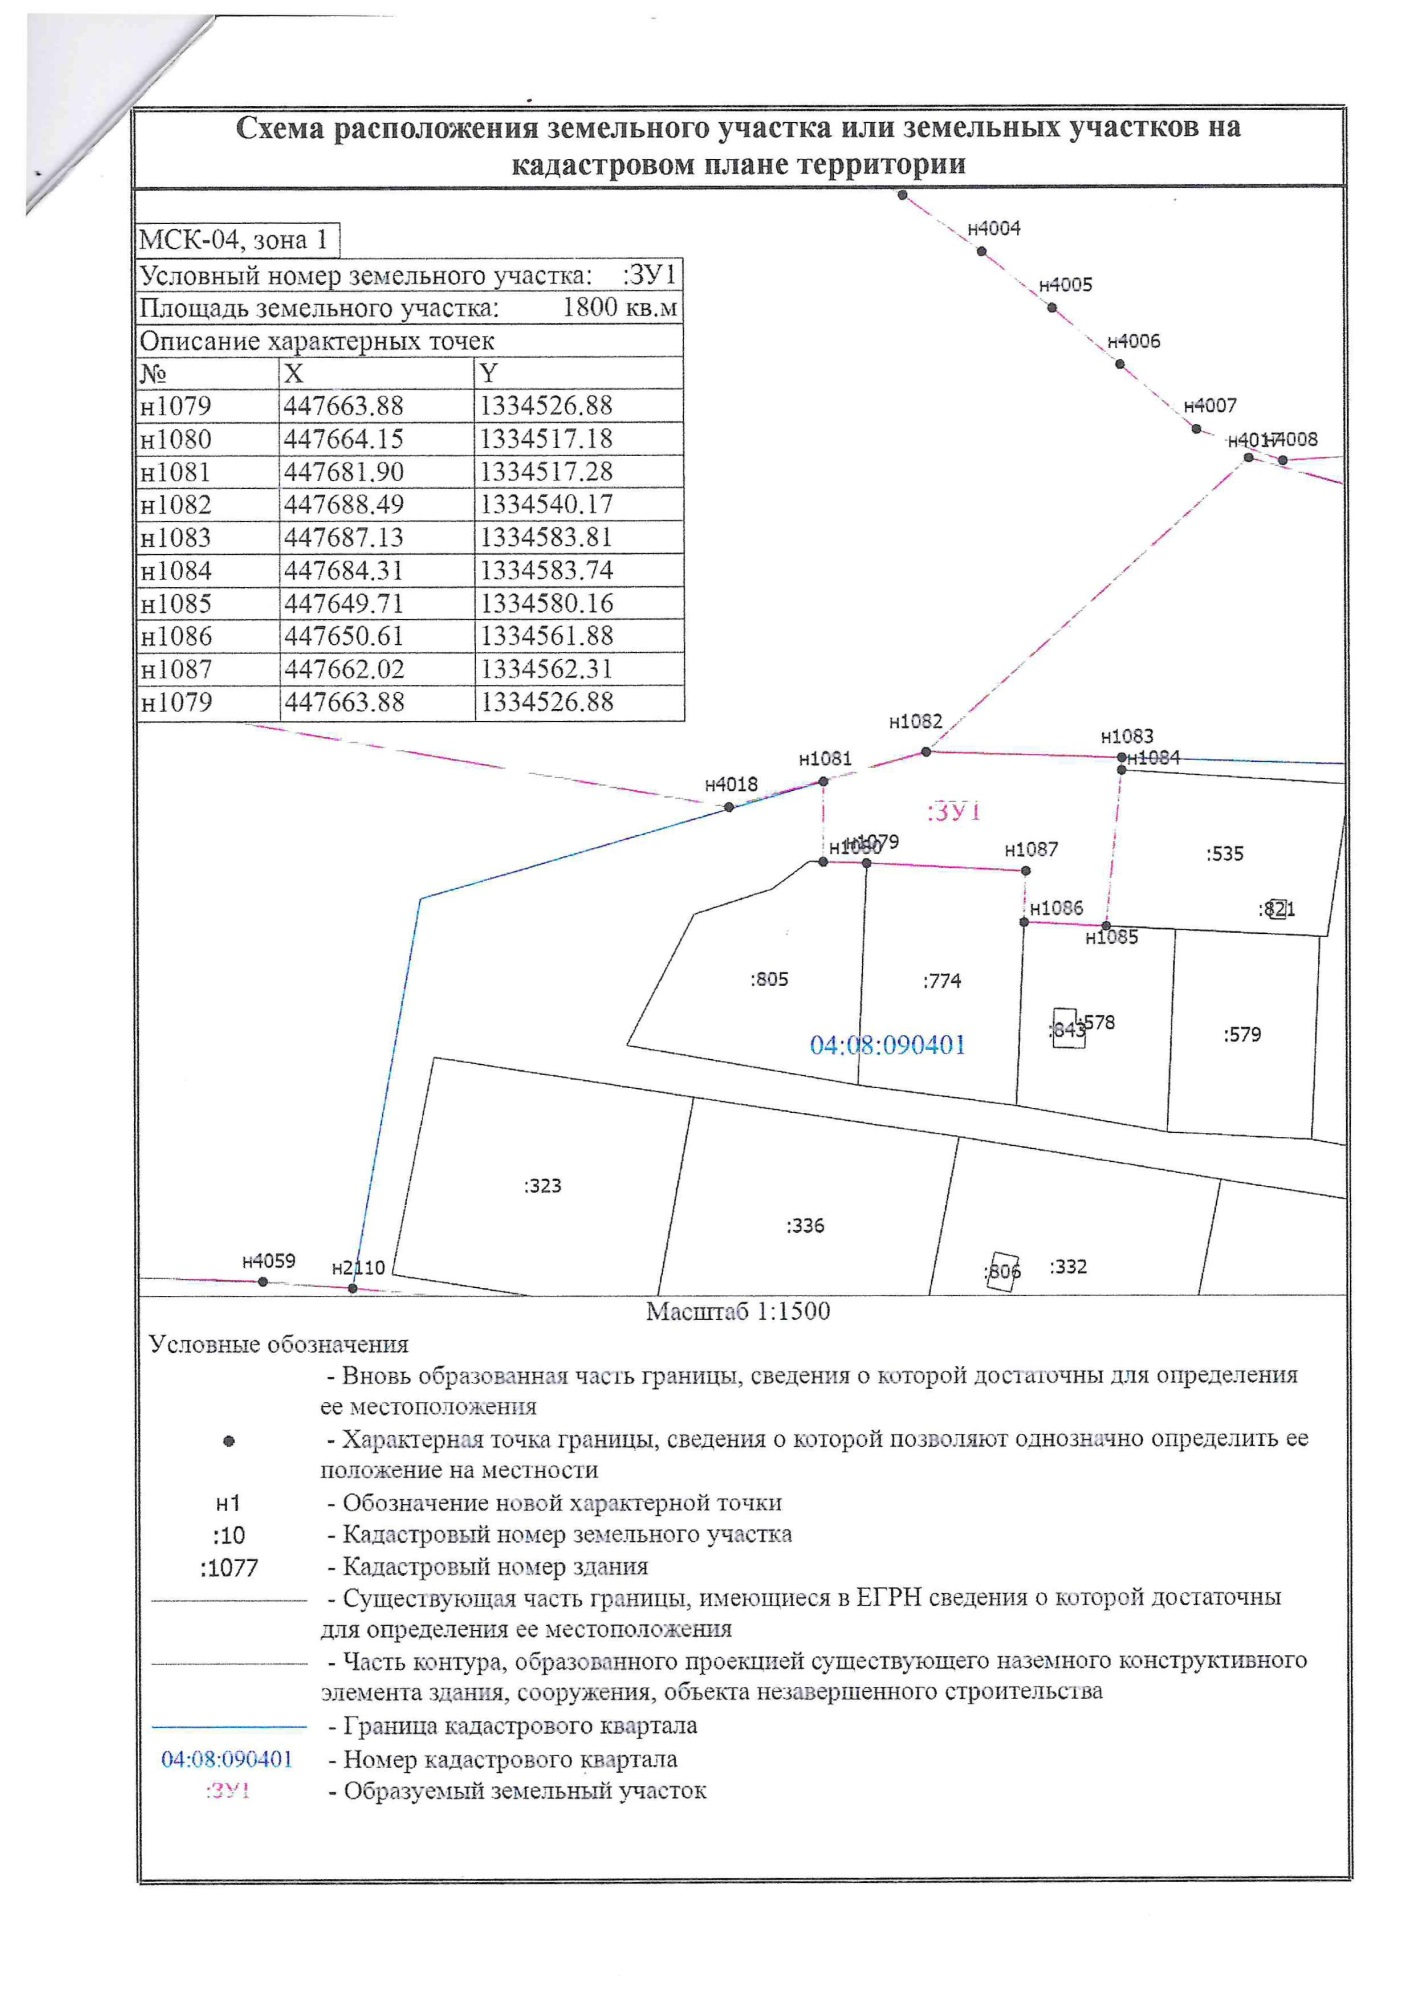 Схема расположения земельного участка или земельных участков на
кадастровом плане территории
МСК-04, зона 1
Условный номер земельного участка: :ЗУ1
Площадь земельного участка: 1800 кв.м
Описание характерных точек
№ X Y
н1079 447663.88 1334526.88
н1080 447664.15 1334517.18
н1081 447681.90 1334517.28
н1082 447688.49 1334540.17
н1083 447687.13 1334583.81
н1084 447684.31 1334583.74
н1085 447649.71 1334580.16
н1086 447650.61 1334561.88
н1087 447662.02 1334562.31
н1079 447663.88 1334526.88
н4004
н4005
н4006
н4007
н4017
н4008
н1082
н1083
н1081
н1084
н4018
:ЗУ1
н1080
н1079
н1087
:535
н1086
:821
н1085
:805
:774
:843
:578
:579
04:08:090401
:323
:336
:806
:332
н4059
н2110
Масштаб 1:1500
Условные обозначения
- Вновь образованная часть границы, сведения о которой достаточны для определения
ее местоположения
- Характерная точка границы, сведения о которой позволяют однозначно определить ее
положение на местности
н1 - Обозначение новой характерной точки
:10 - Кадастровый номер земельного участка
:1077 - Кадастровый номер здания
- Существующая часть границы, имеющиеся в ЕГРН сведения о которой достаточны
для определения ее местоположения
- Часть контура, образованного проекцией существующего наземного конструктивного
элемента здания, сооружения, объекта незавершенного строительства
- Граница кадастрового квартала
04:08:090401 - Номер кадастрового квартала
:ЗУ1 - Образуемый земельный участок